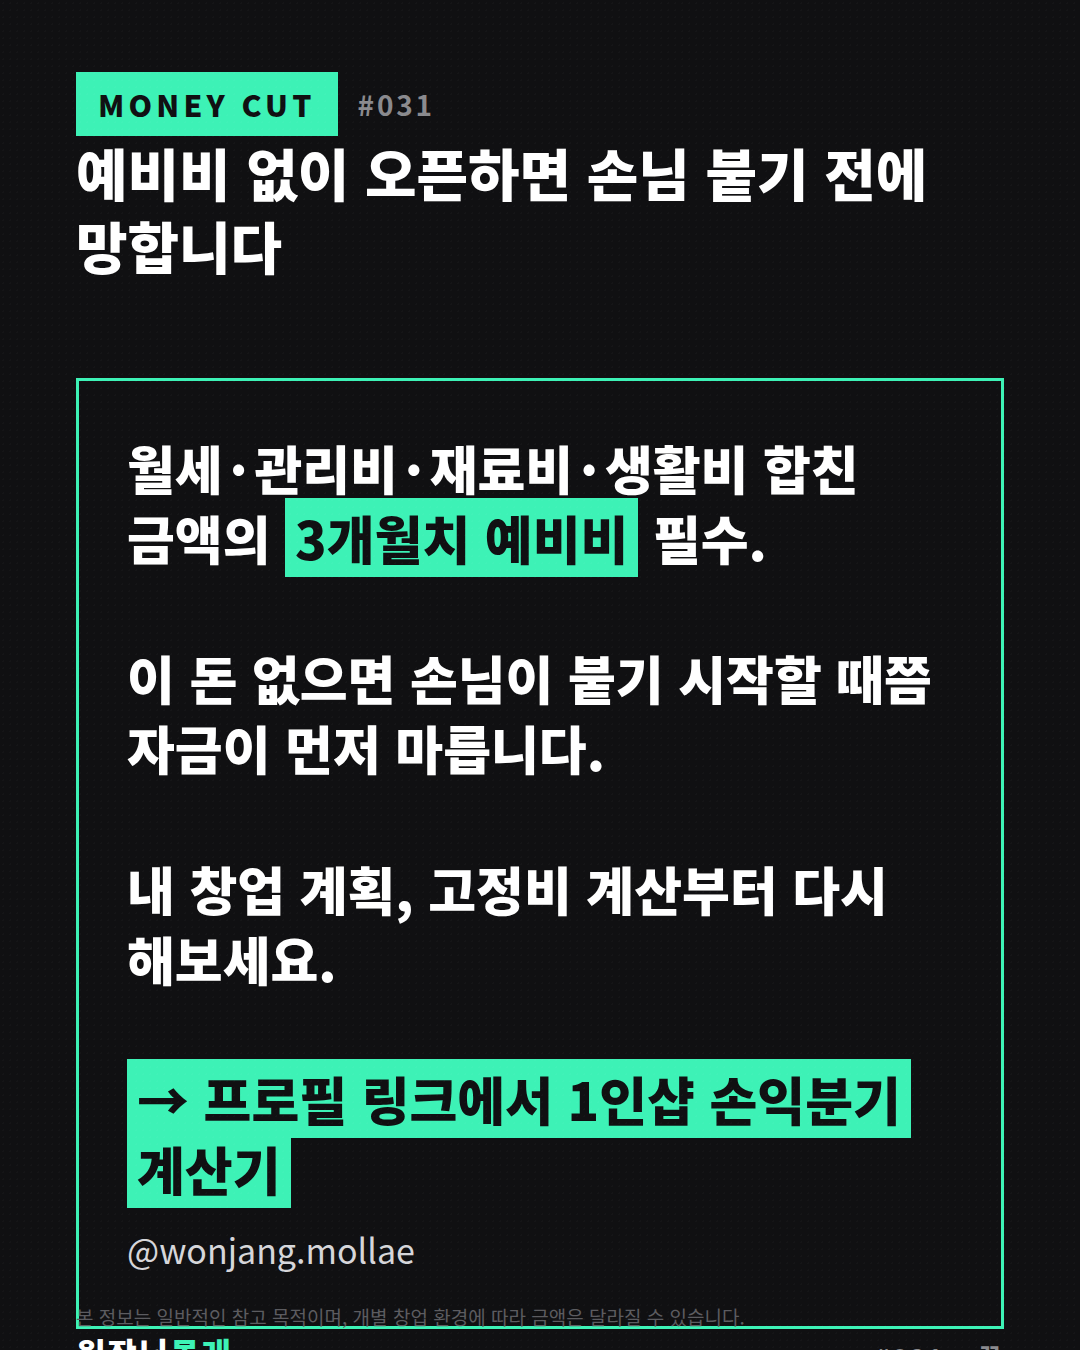 MONEY CUT #031
예비비 없이 오픈하면 손님 붙기 전에
망합니다
월세·관리비·재료비·생활비 합친
금액의 3개월치 예비비 필수.
이 돈 없으면 손님이 붙기 시작할 때쯤
자금이 먼저 마릅니다.
내 창업 계획, 고정비 계산부터 다시
해보세요.
→ 프로필 링크에서 1인샵 손익분기
계산기
@wonjang.mollae
본 정보는 일반적인 참고 목적이며, 개별 창업 환경에 따라 금액은 달라질 수 있습니다.